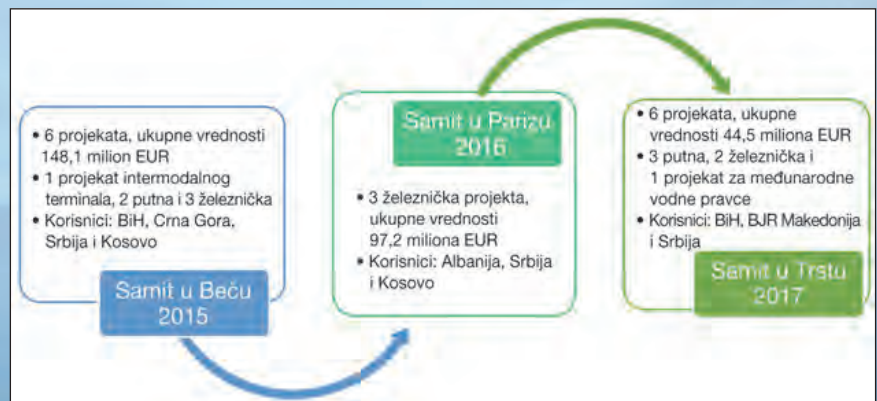 • 6 projekata, ukupne vrednosti
148,1 milion EUR
• 1 projekat intermodalnog
terminala, 2 putna i 3 železnička
• Korisnici: BiH, Crna Gora,
Srbija i Kosovo
Samit u Beču
2015
Samit u Parizu
2016
• 3 železnička projekta,
ukupne vrednosti
97,2 miliona EUR
• Korisnici: Albanija, Srbija
i Kosovo
• 6 projekata, ukupne
vrednosti 44,5 miliona EUR
• 3 putna, 2 železnička i
1 projekat za međunarodne
vodne pravce
• Korisnici: BiH, BJR Makedonija
i Srbija
Samit u Trstu
2017